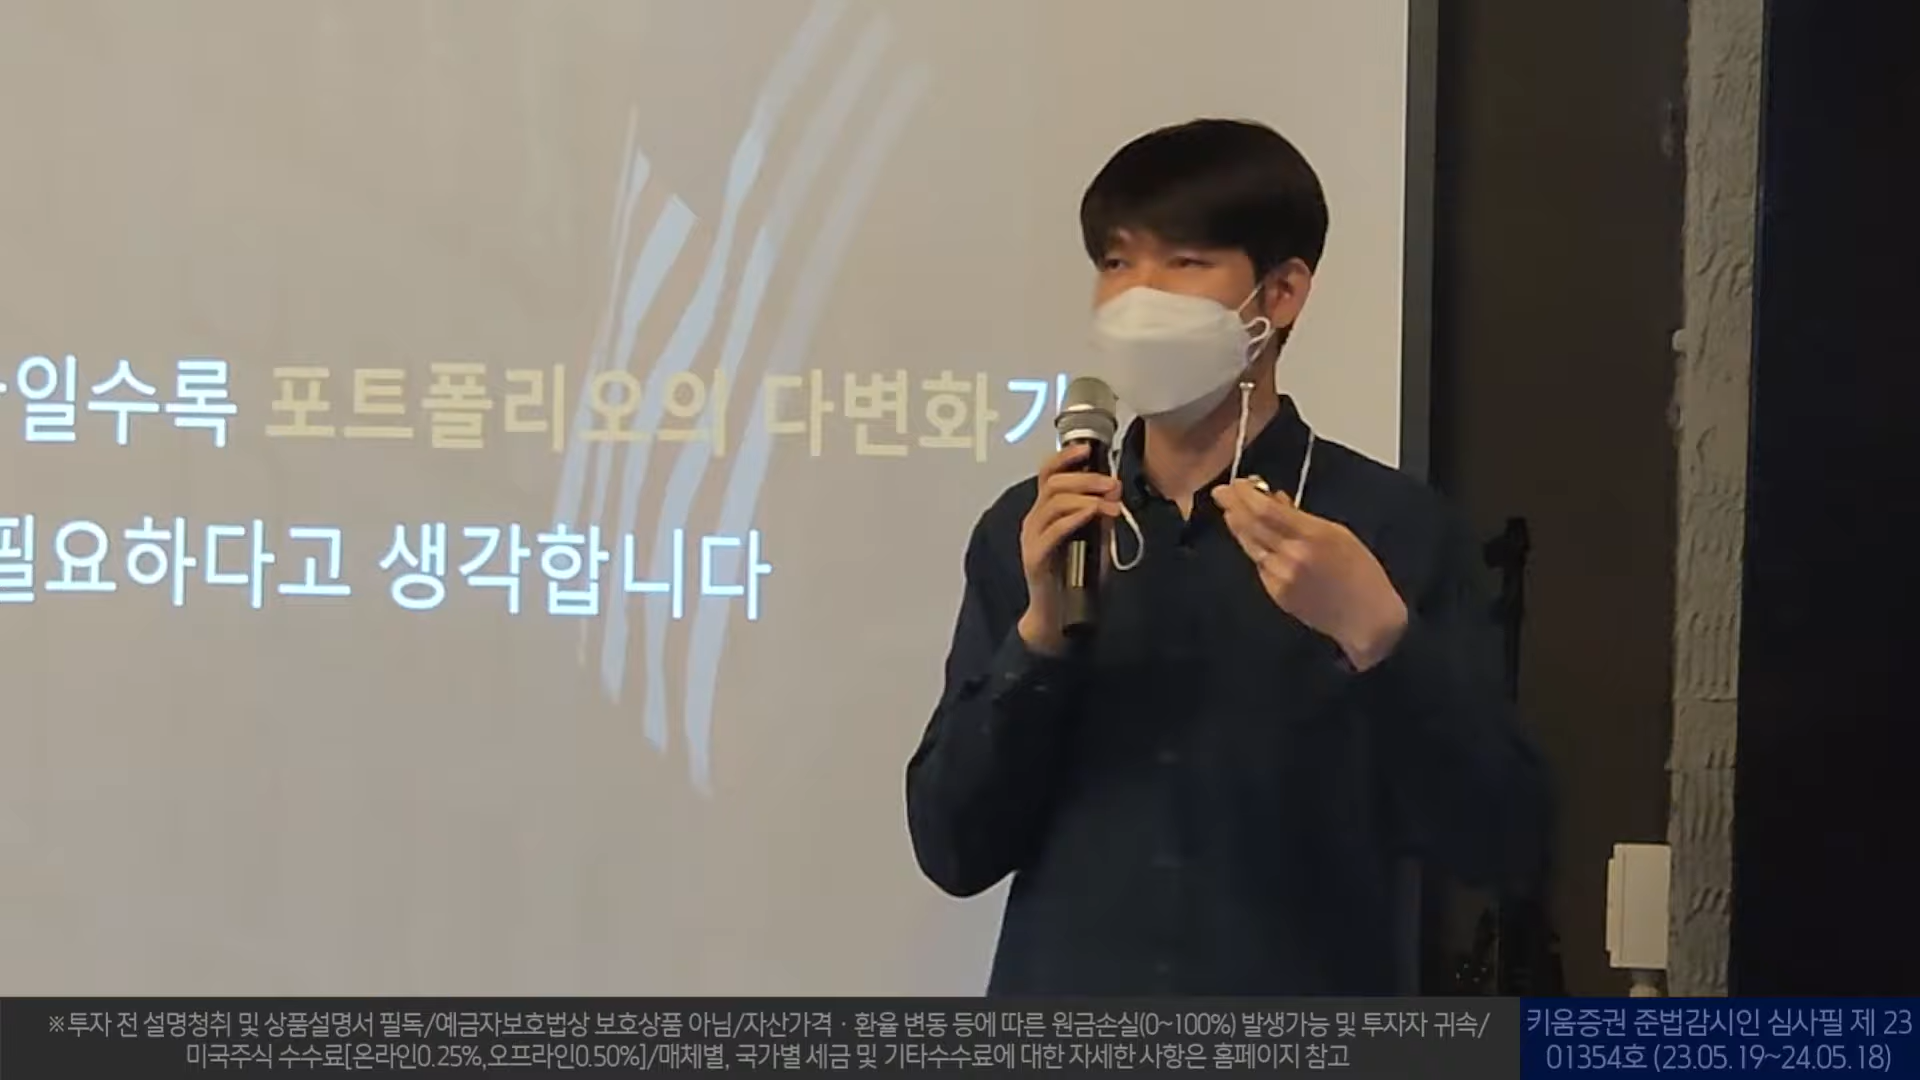 일수록 포트폴리오의 다변화가
필요하다고 생각합니다
※투자 전 설명청취 및 상품설명서 필독/예금자보호법상 보호상품 아님/자산가격·환율 변동 등에 따른 원금손실(0~100%) 발생가능 및 투자자 귀속/
미국주식 수수료[온라인0.25%,오프라인0.50%]/매체별, 국가별 세금 및 기타수수료에 대한 자세한 사항은 홈페이지 참고
키움증권 준법감시인 심사필 제 23
01354호 (23.05.19~24.05.18)